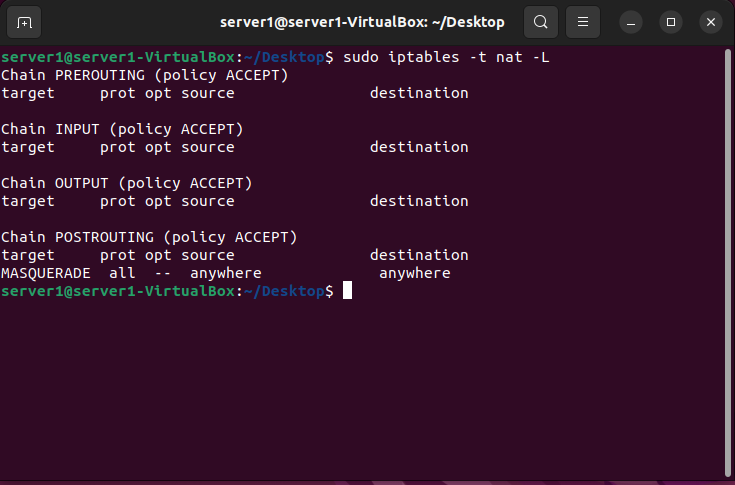 server1@server1-VirtualBox: ~/Desktop
server1@server1-VirtualBox:~/Desktop$ sudo iptables -t nat -L
Chain PREROUTING (policy ACCEPT)
target     prot opt source               destination

Chain INPUT (policy ACCEPT)
target     prot opt source               destination

Chain OUTPUT (policy ACCEPT)
target     prot opt source               destination

Chain POSTROUTING (policy ACCEPT)
target     prot opt source               destination
MASQUERADE  all  --  anywhere             anywhere
server1@server1-VirtualBox:~/Desktop$